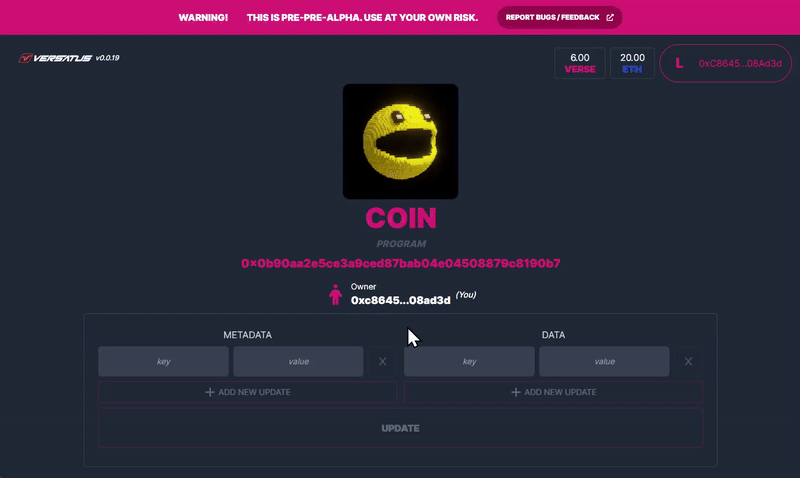 WARNING! THIS IS PRE-PRE-ALPHA. USE AT YOUR OWN RISK. REPORT BUGS / FEEDBACK
VERSATUS v0.0.19
6.00 VERSE
20.00 ETH
L 0xC8645...08Ad3d
COIN
PROGRAM
0x0b90aa2e5ce3a9ced87bab04e04508879c8190b7
Owner
0xc8645...08ad3d (You)
METADATA DATA
key value X key value X
+ ADD NEW UPDATE + ADD NEW UPDATE
UPDATE